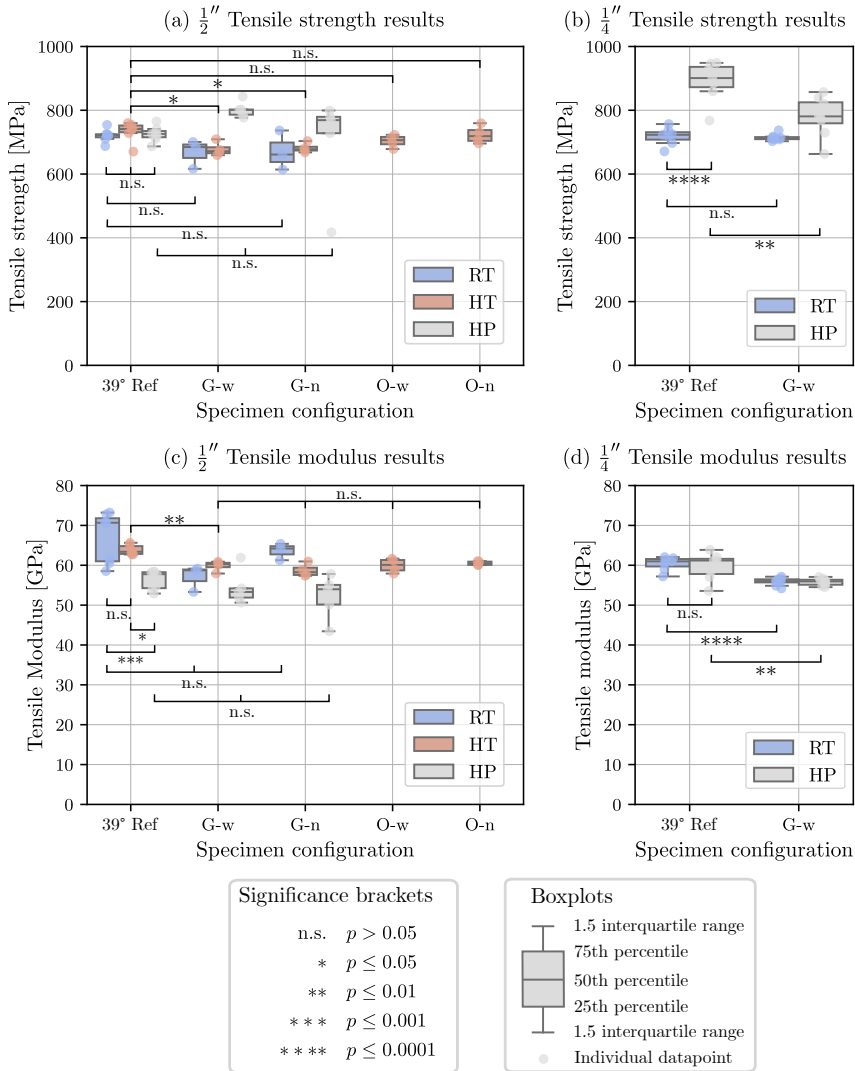 (a) 1/2″ Tensile strength results
Tensile strength [MPa]
1000
800
600
400
200
0
n.s.
n.s.
*
*
n.s.
n.s.
n.s.
n.s.
RT
HT
HP
39° Ref G-w G-n O-w O-n
Specimen configuration
(b) 1/4″ Tensile strength results
Tensile strength [MPa]
1000
800
600
400
200
0
****
n.s.
**
RT
HP
39° Ref G-w
Specimen configuration
(c) 1/2″ Tensile modulus results
Tensile Modulus [GPa]
80
70
60
50
40
30
20
10
0
n.s.
**
n.s.
*
***
n.s.
n.s.
RT
HT
HP
39° Ref G-w G-n O-w O-n
Specimen configuration
(d) 1/4″ Tensile modulus results
Tensile modulus [GPa]
80
70
60
50
40
30
20
10
0
n.s.
****
**
RT
HP
39° Ref G-w
Specimen configuration
Significance brackets
n.s. p > 0.05
* p ≤ 0.05
** p ≤ 0.01
*** p ≤ 0.001
**** p ≤ 0.0001
Boxplots
1.5 interquartile range
75th percentile
50th percentile
25th percentile
1.5 interquartile range
Individual datapoint